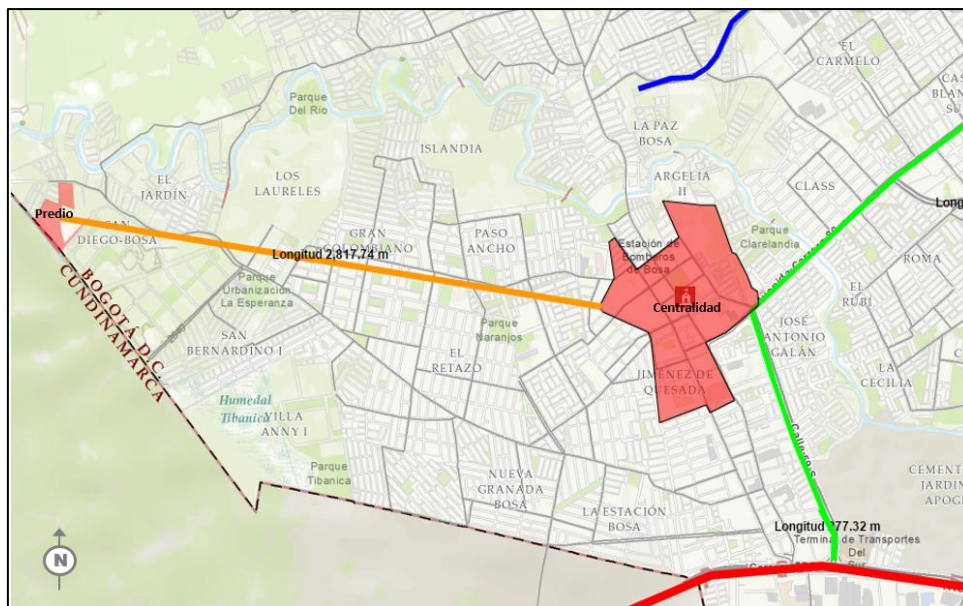 EL
CARMELO
CAS
BLAN
SU
Parque
Del Rio
LA PAZ
BOSA
ISLANDIA
ARGELIA
II
CLASS
EL
JARDÍN
LOS
LAURELES
Long
Predio
SAN
DIEGO-BOSA
GRAN
COLOMBIANO
PASO
ANCHO
Parque
Clarelandia
ROMA
Longitud 2,817.74 m
Estación de
Bomberos
de Bosa
Parque
Urbanización
La Esperanza
EL
RUBÍ
Centralidad
BOGOTÁ D.C.
CUNDINAMARCA
SAN
BERNARDINO I
Parque
Naranjos
JOSÉ
ANTONIO
GALÁN
EL
RETAZO
JIMÉNEZ DE
QUESADA
LA
CECILIA
Humedal
Tibanica
VILLA
ANNY I
Parque
Tibanica
NUEVA
GRANADA
BOSA
CEMENT
JARDIN
APOG
LA ESTACIÓN
BOSA
Longitud 377.32 m
Terminal de Transportes
Del
Sur
N